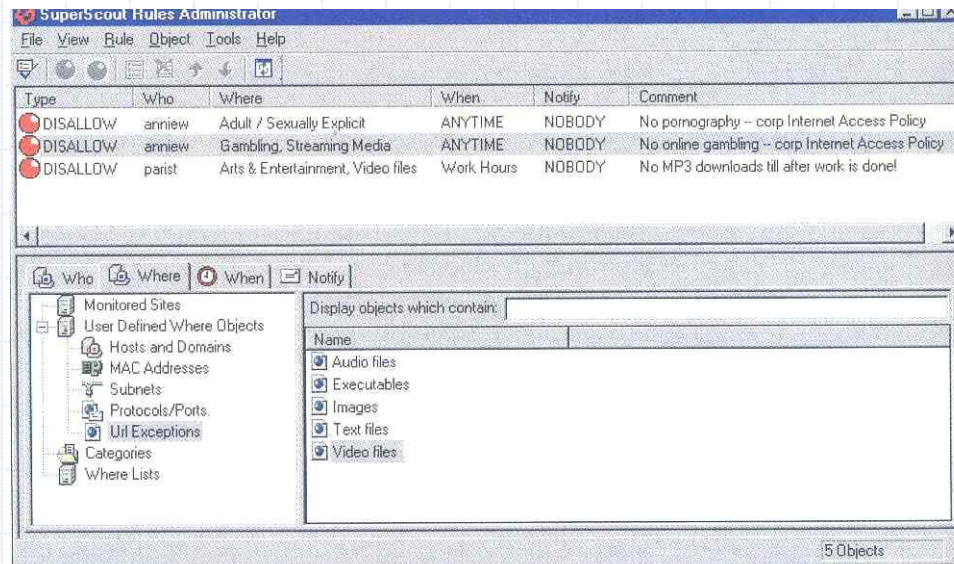 SuperScout Rules Administrator
File View Rule Object Tools Help
Type Who Where When Notify Comment
DISALLOW anniew Adult / Sexually Explicit ANYTIME NOBODY No pornography -- corp Internet Access Policy
DISALLOW anniew Gambling, Streaming Media ANYTIME NOBODY No online gambling -- corp Internet Access Policy
DISALLOW parist Arts & Entertainment, Video files Work Hours NOBODY No MP3 downloads till after work is done!
Who Where When Notify
Monitored Sites
User Defined Where Objects
Hosts and Domains
MAC Addresses
Subnets
Protocols/Ports
Url Exceptions
Categories
Where Lists
Display objects which contain:
Name
Audio files
Executables
Images
Text files
Video files
5 Objects